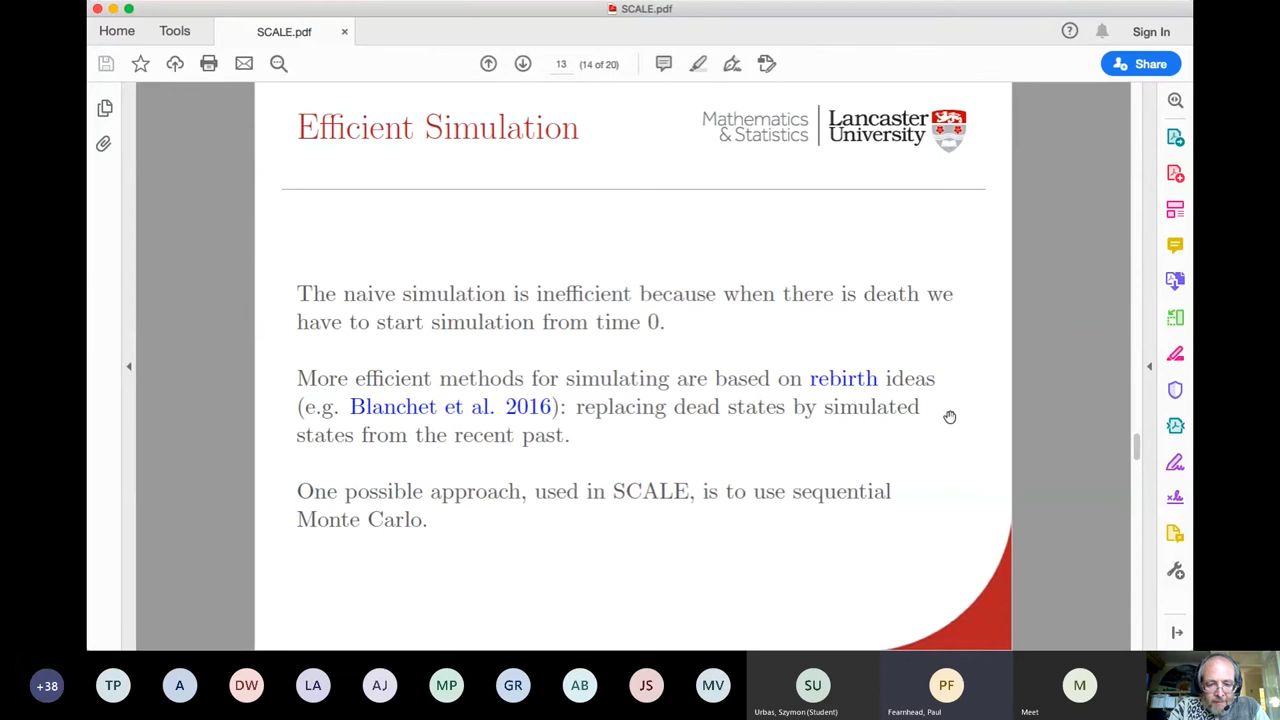 SCALE.pdf
Home
Tools
SCALE.pdf
×
Sign In
13
(14 of 20)
Share
Efficient Simulation
Mathematics
& Statistics
Lancaster
University
The naive simulation is inefficient because when there is death we
have to start simulation from time 0.
More efficient methods for simulating are based on rebirth ideas
(e.g. Blanchet et al. 2016): replacing dead states by simulated
states from the recent past.
One possible approach, used in SCALE, is to use sequential
Monte Carlo.
+38
TP
A
DW
LA
AJ
MP
GR
AB
JS
MV
SU
PF
M
Urbas, Szymon (Student)
Fearnhead, Paul
Meet